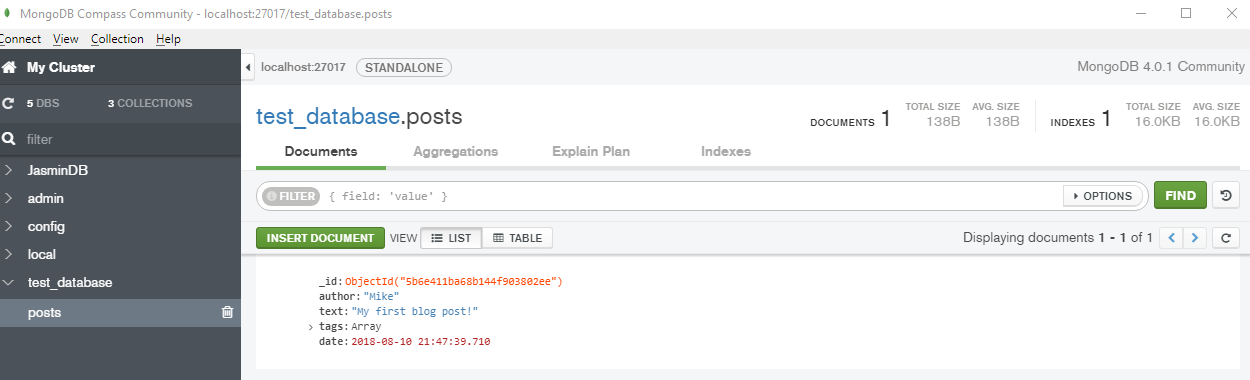 MongoDB Compass Community - localhost:27017/test_database.posts
Connect View Collection Help
My Cluster
localhost:27017 STANDALONE MongoDB 4.0.1 Community
5 DBS 3 COLLECTIONS
filter
test_database.posts
DOCUMENTS 1 TOTAL SIZE 138B AVG. SIZE 138B INDEXES 1 TOTAL SIZE 16.0KB AVG. SIZE 16.0KB
Documents Aggregations Explain Plan Indexes
JasminDB
admin
config
local
test_database
posts
FILTER { field: 'value' } OPTIONS FIND
INSERT DOCUMENT VIEW LIST TABLE Displaying documents 1 - 1 of 1
_id: ObjectId("5b6e411ba68b144f903802ee")
author: "Mike"
text: "My first blog post!"
tags: Array
date: 2018-08-10 21:47:39.710